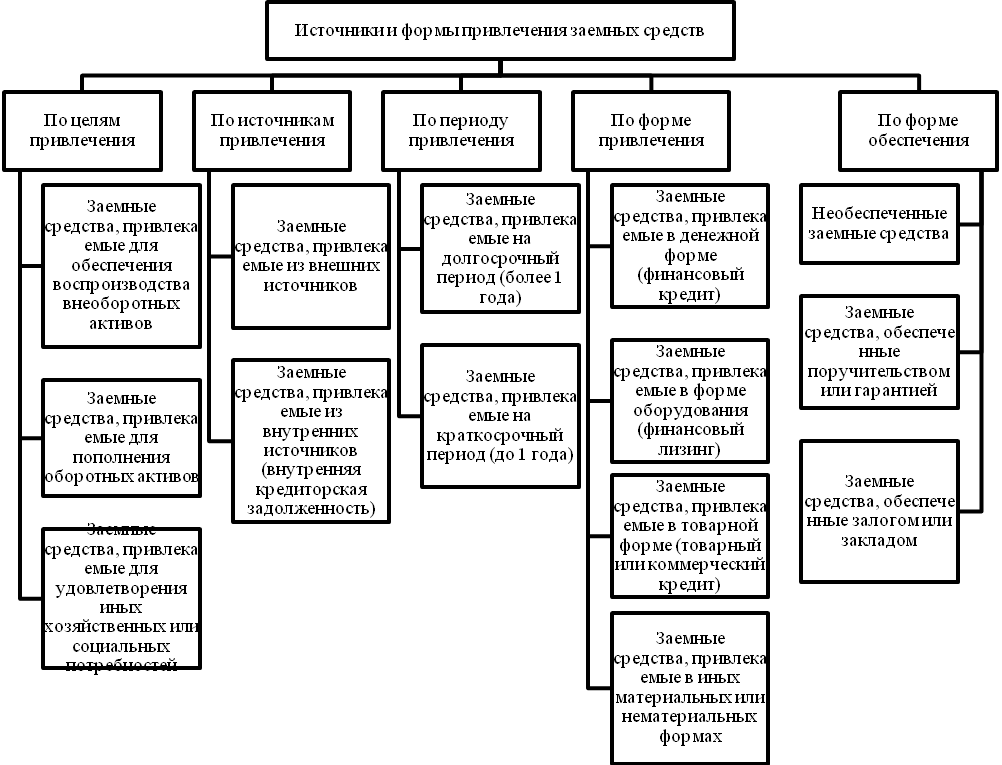 Источники и формы привлечения заемных средств
По целям
привлечения
Заемные
средства, привлека
емые для
обеспечения
воспроизводства
внеоборотных
активов
Заемные
средства, привлека
емые для
пополнения
оборотных активов
Заемные
средства, привлека
емые для
удовлетворения
иных
хозяйственных или
социальных
потребностей
По источникам
привлечения
Заемные
средства, привлека
емые из внешних
источников
Заемные
средства, привлека
емые из
внутренних
источников
(внутренняя
кредиторская
задолженность)
По периоду
привлечения
Заемные
средства, привлека
емые на
долгосрочный
период (более 1
года)
Заемные
средства, привлека
емые на
краткосрочный
период (до 1 года)
По форме
привлечения
Заемные
средства, привлека
емые в денежной
форме
(финансовый
кредит)
Заемные
средства, привлека
емые в форме
оборудования
(финансовый
лизинг)
Заемные
средства, привлека
емые в товарной
форме (товарный
или коммерческий
кредит)
Заемные
средства, привлека
емые в иных
материальных или
нематериальных
формах
По форме
обеспечения
Необеспеченные
заемные средства
Заемные
средства, обеспече
нные
поручительством
или гарантией
Заемные
средства, обеспече
нные залогом или
закладом